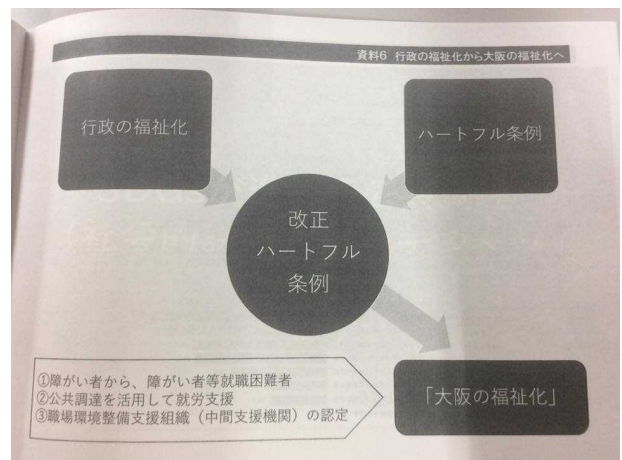 資料6 行政の福祉化から大阪の福祉化へ
行政の福祉化
ハートフル条例
改正
ハートフル
条例
①障がい者から、障がい者等就職困難者
②公共調達を活用して就労支援
③職場環境整備支援組織（中間支援機関）の認定
「大阪の福祉化」